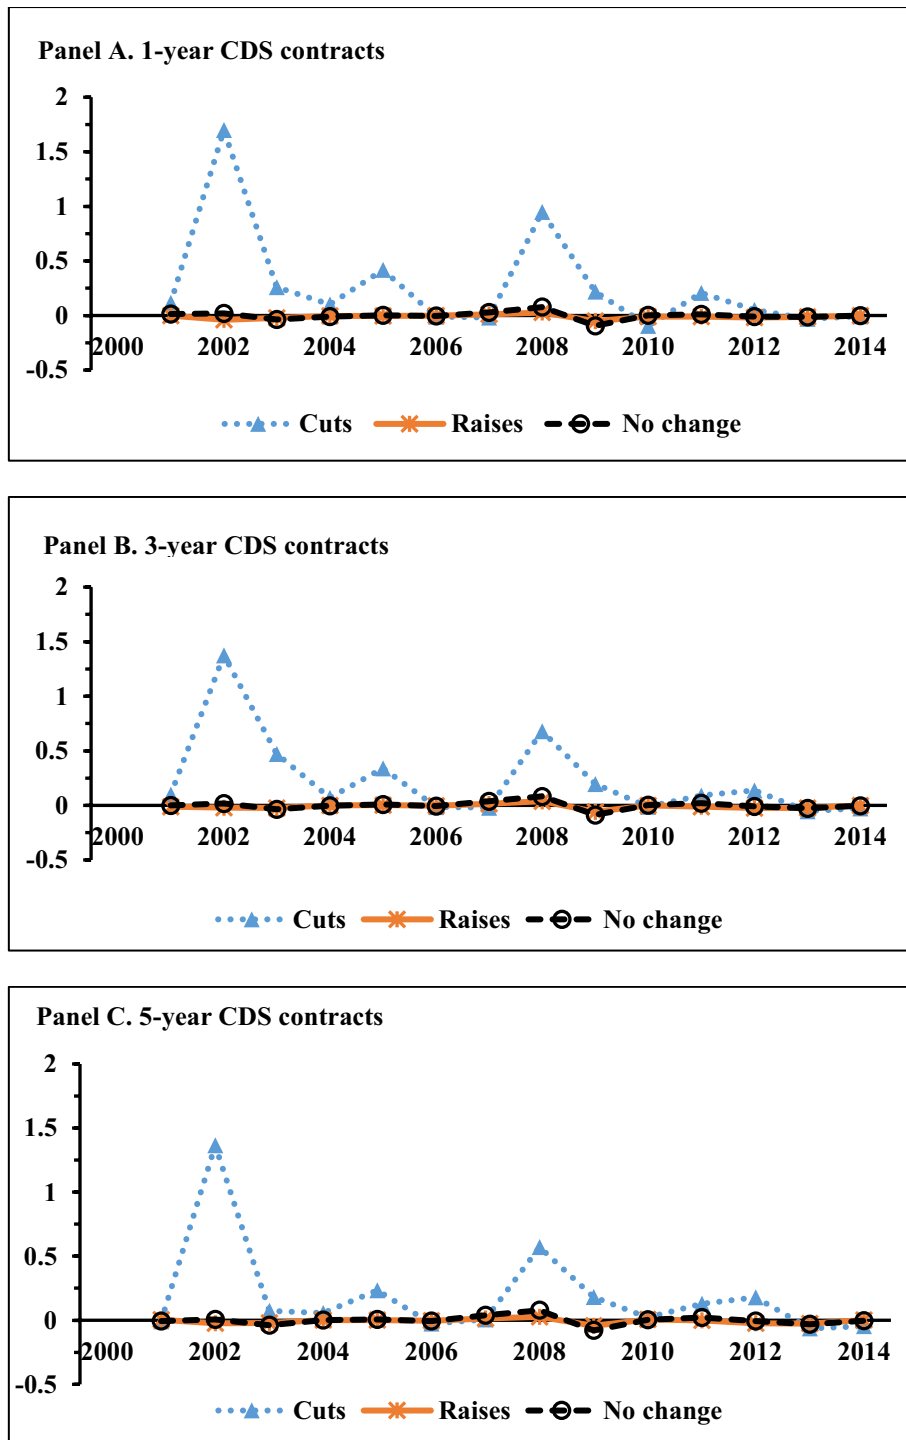 Panel A. 1-year CDS contracts
2
1.5
1
0.5
0
-0.5
2000 2002 2004 2006 2008 2010 2012 2014
Cuts Raises No change
Panel B. 3-year CDS contracts
2
1.5
1
0.5
0
-0.5
2000 2002 2004 2006 2008 2010 2012 2014
Cuts Raises No change
Panel C. 5-year CDS contracts
2
1.5
1
0.5
0
-0.5
2000 2002 2004 2006 2008 2010 2012 2014
Cuts Raises No change